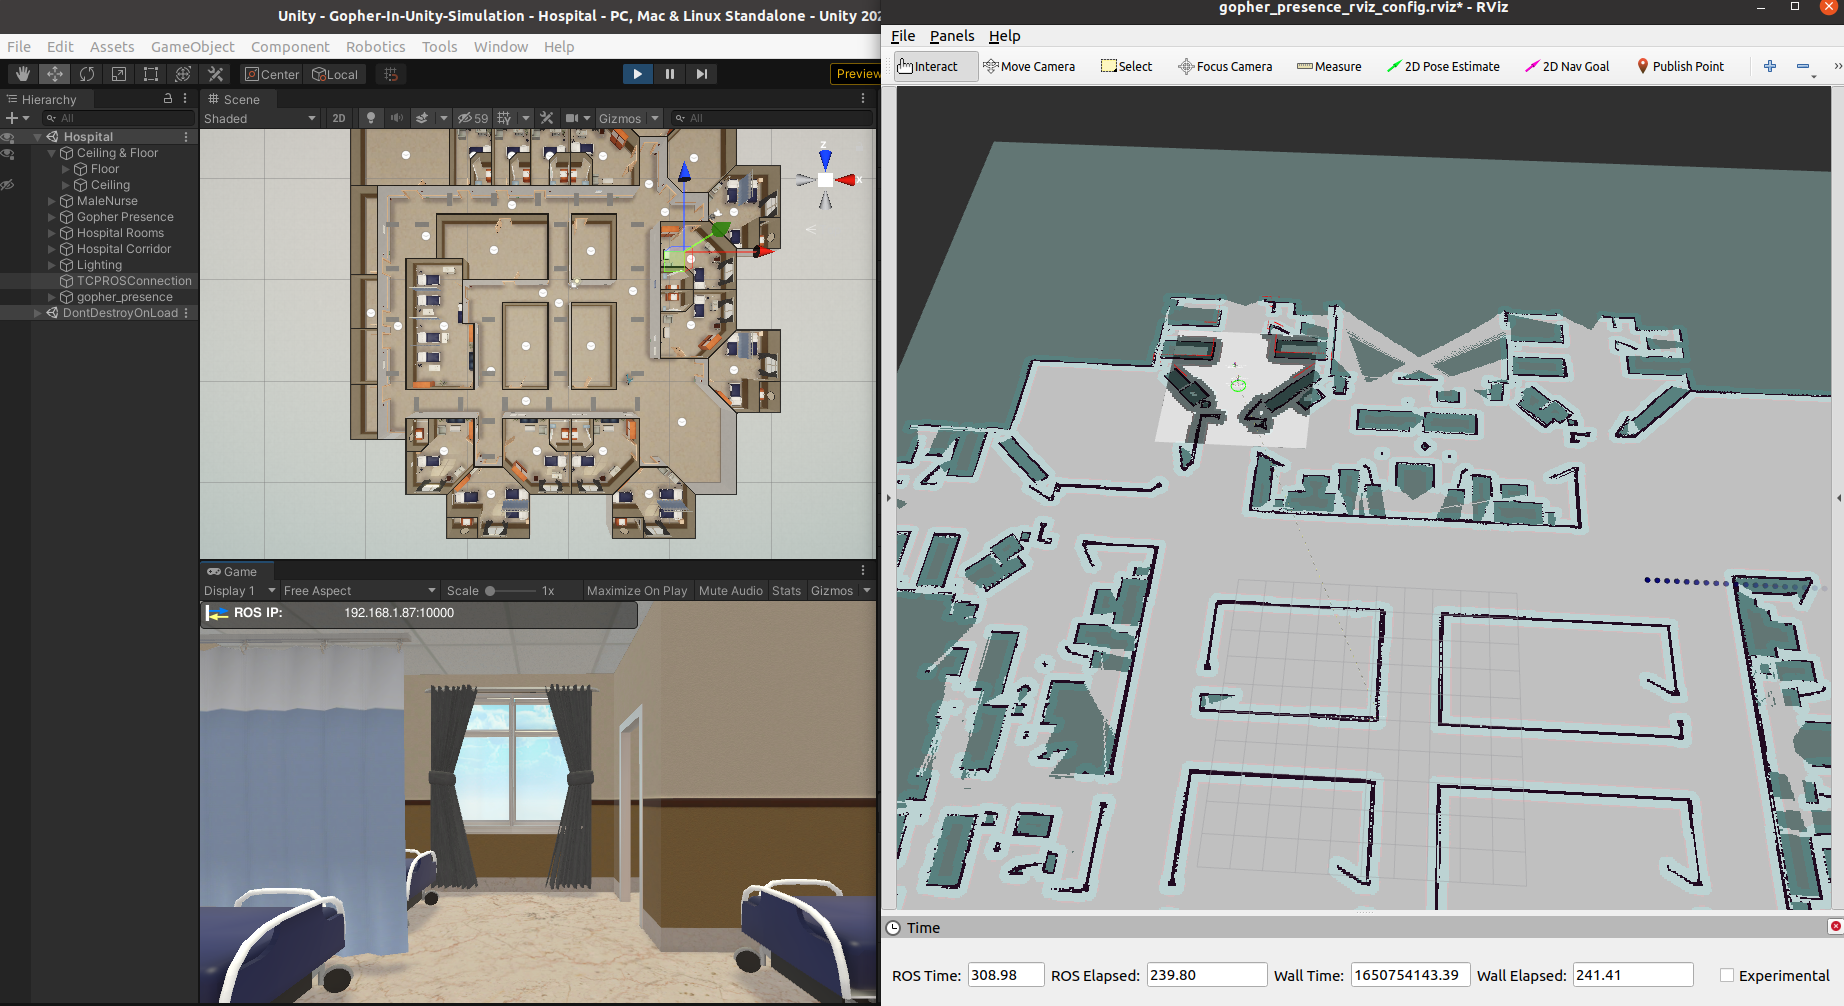 Unity - Gopher-In-Unity-Simulation - Hospital - PC, Mac & Linux Standalone - Unity 202
File Edit Assets GameObject Component Robotics Tools Window Help
Center Local Preview
Hierarchy
All
Hospital
Ceiling & Floor
Floor
Ceiling
MaleNurse
Gopher Presence
Hospital Rooms
Hospital Corridor
Lighting
TCPROSConnection
gopher_presence
DontDestroyOnLoad
Scene
Shaded 2D 59 Gizmos All
z
x
Game
Display 1 Free Aspect Scale 1x Maximize On Play Mute Audio Stats Gizmos
ROS IP: 192.168.1.87:10000
gopher_presence_rviz_config.rviz* - RViz
File Panels Help
Interact Move Camera Select Focus Camera Measure 2D Pose Estimate 2D Nav Goal Publish Point
Time
ROS Time: 308.98 ROS Elapsed: 239.80 Wall Time: 1650754143.39 Wall Elapsed: 241.41 Experimental